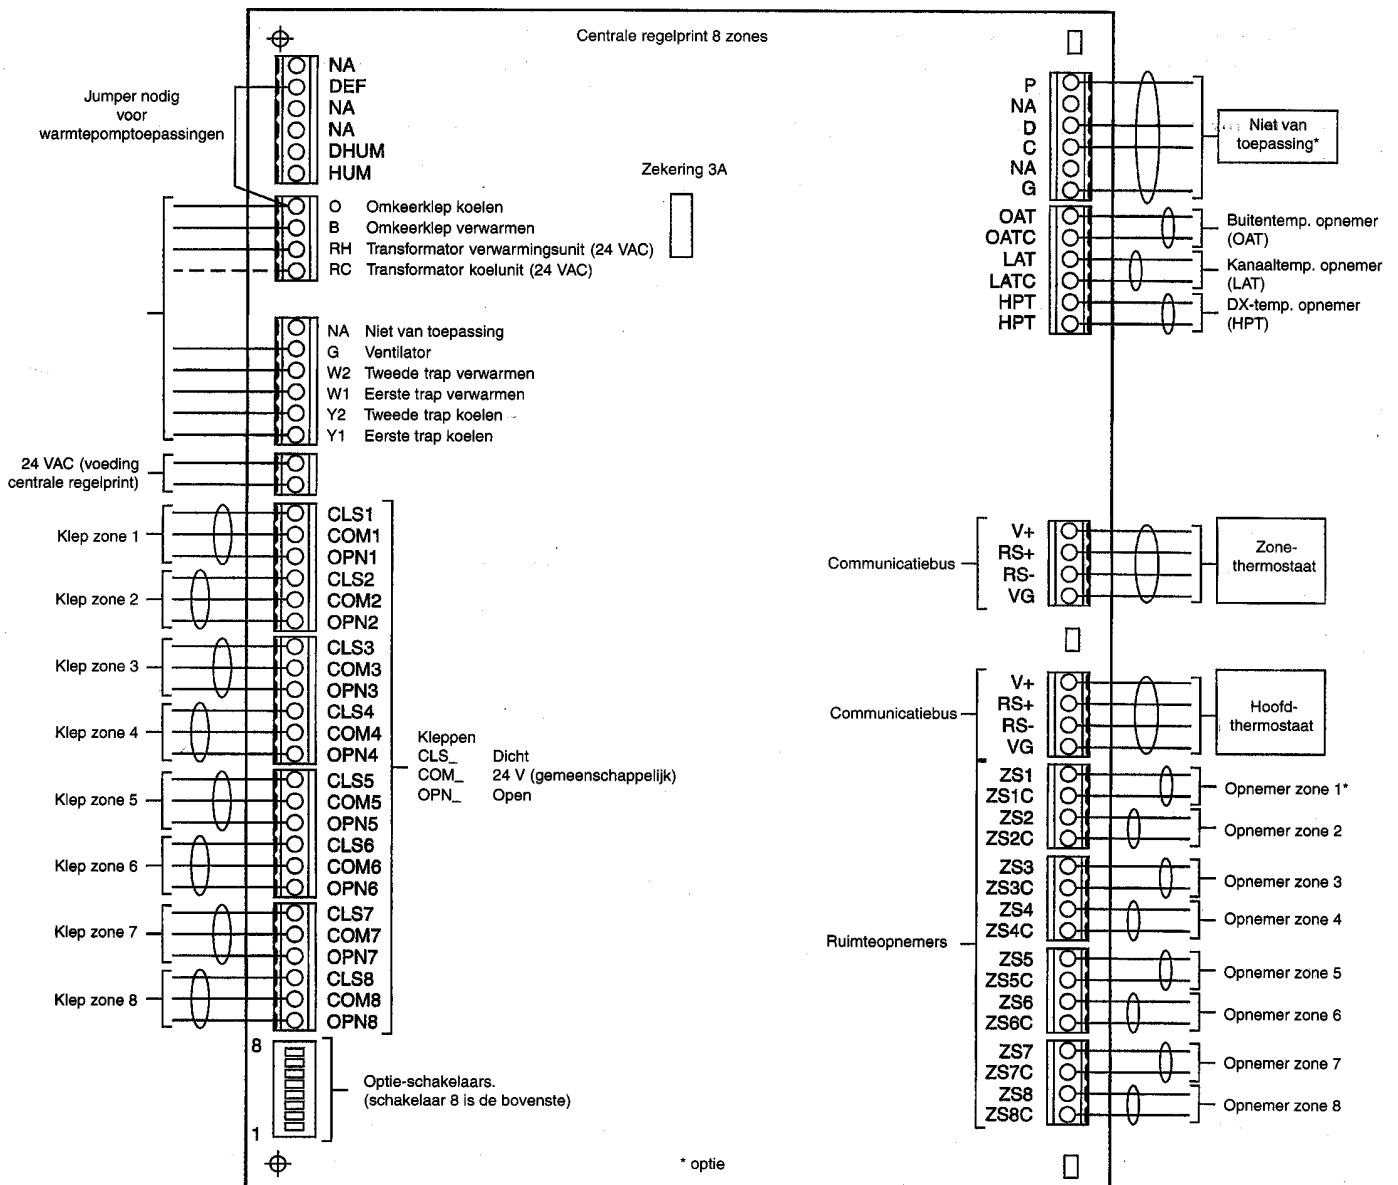 Centrale regelprint 8 zones
Jumper nodig
voor
warmtepomptoepassingen
NA
DEF
NA
NA
DHUM
HUM
Zekering 3A
O Omkeerklep koelen
B Omkeerklep verwarmen
RH Transformator verwarmingsunit (24 VAC)
RC Transformator koelunit (24 VAC)
NA Niet van toepassing
G Ventilator
W2 Tweede trap verwarmen
W1 Eerste trap verwarmen
Y2 Tweede trap koelen
Y1 Eerste trap koelen
24 VAC (voeding
centrale regelprint)
Klep zone 1
CLS1
COM1
OPN1
Klep zone 2
CLS2
COM2
OPN2
Klep zone 3
CLS3
COM3
OPN3
Klep zone 4
CLS4
COM4
OPN4
Klep zone 5
CLS5
COM5
OPN5
Klep zone 6
CLS6
COM6
OPN6
Klep zone 7
CLS7
COM7
OPN7
Klep zone 8
CLS8
COM8
OPN8
Kleppen
CLS_ Dicht
COM_ 24 V (gemeenschappelijk)
OPN_ Open
8
1
Optie-schakelaars.
(schakelaar 8 is de bovenste)
P
NA
D
C
NA
G
Niet van
toepassing*
OAT
OATC
Buitentemp. opnemer
(OAT)
LAT
LATC
Kanaaltemp. opnemer
(LAT)
HPT
HPT
DX-temp. opnemer
(HPT)
Communicatiebus
V+
RS+
RS-
VG
Zone-
thermostaat
Communicatiebus
V+
RS+
RS-
VG
Hoofd-
thermostaat
Ruimteopnemers
ZS1
ZS1C
Opnemer zone 1*
ZS2
ZS2C
Opnemer zone 2
ZS3
ZS3C
Opnemer zone 3
ZS4
ZS4C
Opnemer zone 4
ZS5
ZS5C
Opnemer zone 5
ZS6
ZS6C
Opnemer zone 6
ZS7
ZS7C
Opnemer zone 7
ZS8
ZS8C
Opnemer zone 8
* optie